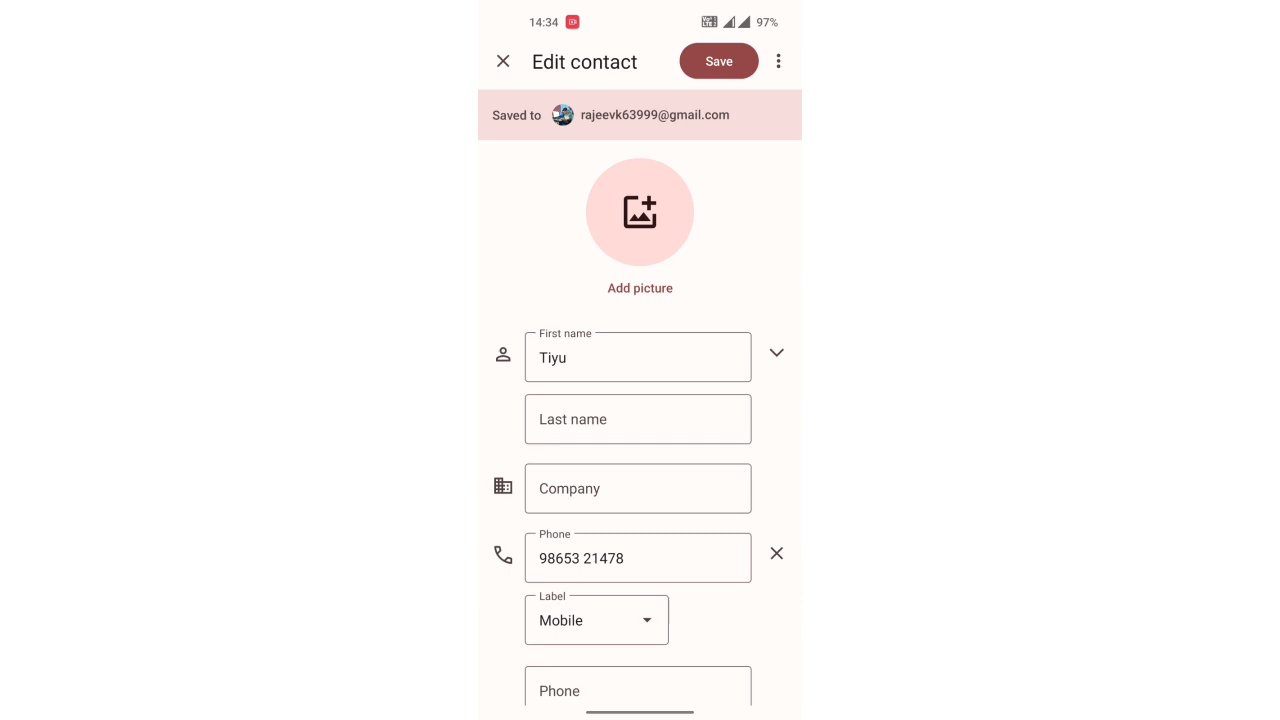 14:34 97%
Edit contact Save
Saved to rajeevk63999@gmail.com
Add picture
First name
Tiyu
Last name
Company
Phone
98653 21478
Label
Mobile
Phone